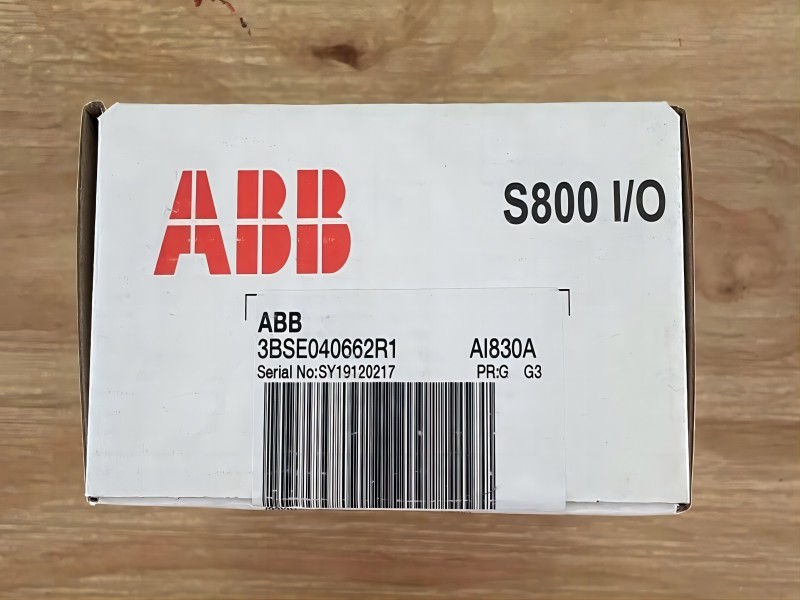 ABB
S800 I/O
ABB
3BSE040662R1 AI830A
Serial No:SY19120217 PR:G G3